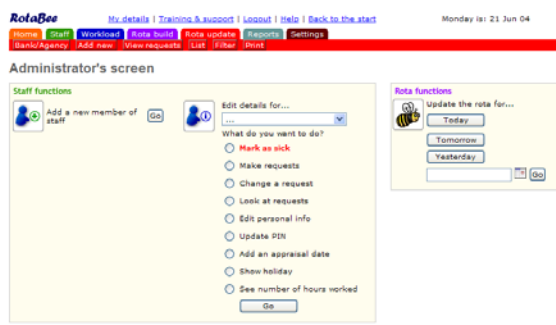 RotaBee My details | Training & support | Logout | Help | Back to the start Monday is: 21 Jun 04
Home Staff Workload Rota build Rota update Reports Settings
Bank/Agency Add new View requests List Filter Print
Administrator's screen
Staff functions
Add a new member of staff Go
Edit details for...
...
What do you want to do?
Mark as sick
Make requests
Change a request
Look at requests
Edit personal info
Update PIN
Add an appraisal date
Show holiday
See number of hours worked
Go
Rota functions
Update the rota for...
Today
Tomorrow
Yesterday
Go